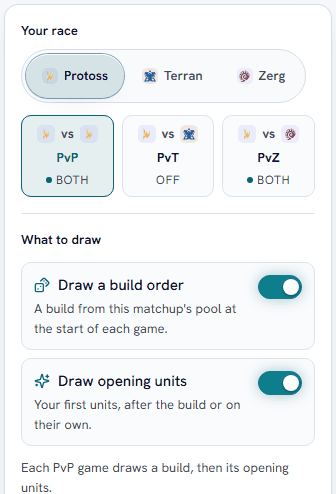 Your race
Protoss Terran Zerg
vs vs vs
PvP PvT PvZ
BOTH OFF BOTH
What to draw
Draw a build order
A build from this matchup's pool at
the start of each game.
Draw opening units
Your first units, after the build or on
their own.
Each PvP game draws a build, then its opening
units.